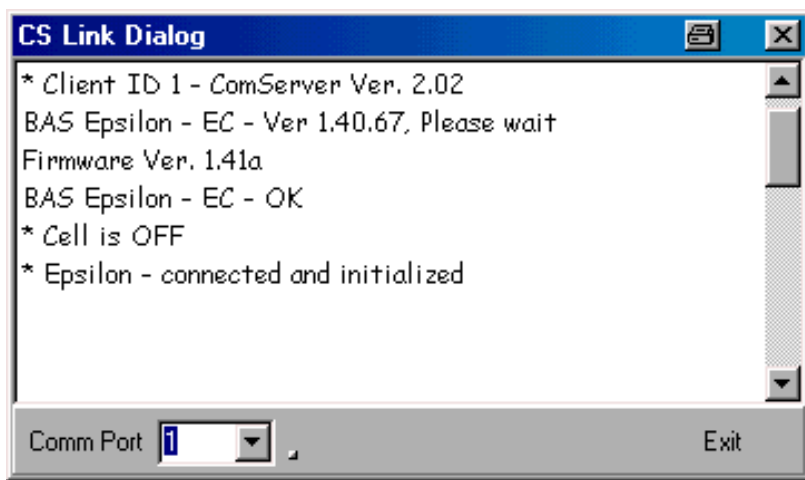 CS Link Dialog
* Client ID 1 - ComServer Ver. 2.02
BAS Epsilon - EC - Ver 1.40.67, Please wait
Firmware Ver. 1.41a
BAS Epsilon - EC - OK
* Cell is OFF
* Epsilon - connected and initialized
Comm Port 1 Exit